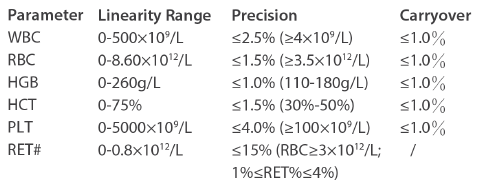 Parameter Linearity Range Precision Carryover
WBC 0-500×10⁹/L ≤2.5% (≥4×10⁹/L) ≤1.0%
RBC 0-8.60×10¹²/L ≤1.5% (≥3.5×10¹²/L) ≤1.0%
HGB 0-260g/L ≤1.0% (110-180g/L) ≤1.0%
HCT 0-75% ≤1.5% (30%-50%) ≤1.0%
PLT 0-5000×10⁹/L ≤4.0% (≥100×10⁹/L) ≤1.0%
RET# 0-0.8×10¹²/L ≤15% (RBC≥3×10¹²/L; /
1%≤RET%≤4%)